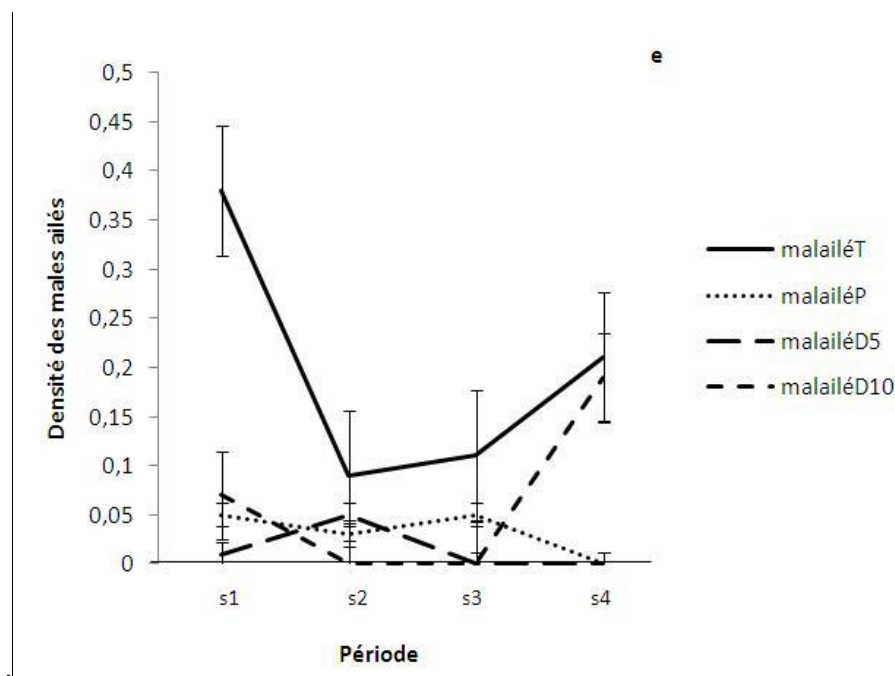 e
0,5
0,45
0,4
0,35
0,3
0,25
0,2
0,15
0,1
0,05
0
Densité des males ailés
s1 s2 s3 s4
Période
malailéT
malailéP
malailéD5
malailéD10